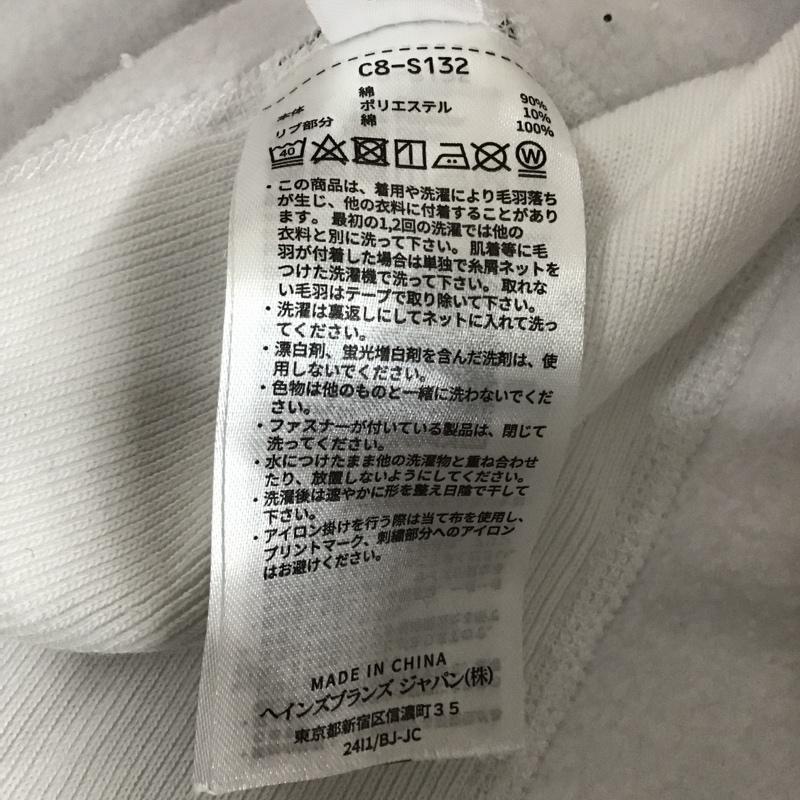 C8-S132
本体 綿 90%
ポリエステル 10%
リブ部分 綿 100%
40 W
・この商品は、着用や洗濯により毛羽落ち
が生じ、他の衣料に付着することがあり
ます。最初の1,2回の洗濯では他の
衣料と別に洗って下さい。肌着等に毛
羽が付着した場合は単独で糸屑ネットを
つけた洗濯機で洗って下さい。取れな
い毛羽はテープで取り除いて下さい。
・洗濯は裏返しにしてネットに入れて洗っ
てください。
・漂白剤、蛍光増白剤を含んだ洗剤は、使
用しないでください。
・色物は他のものと一緒に洗わないでくだ
さい。
・ファスナーが付いている製品は、閉じて
洗ってください。
・水につけたまま他の洗濯物と重ね合わせ
たり、放置しないようにしてください。
・洗濯後は速やかに形を整え日陰で干して
下さい。
・アイロン掛けを行う際は当て布を使用し、
プリントマーク、刺繍部分へのアイロン
はお避けください。
MADE IN CHINA
ヘインズブランズ ジャパン(株)
東京都新宿区信濃町35
24I1/BJ-JC